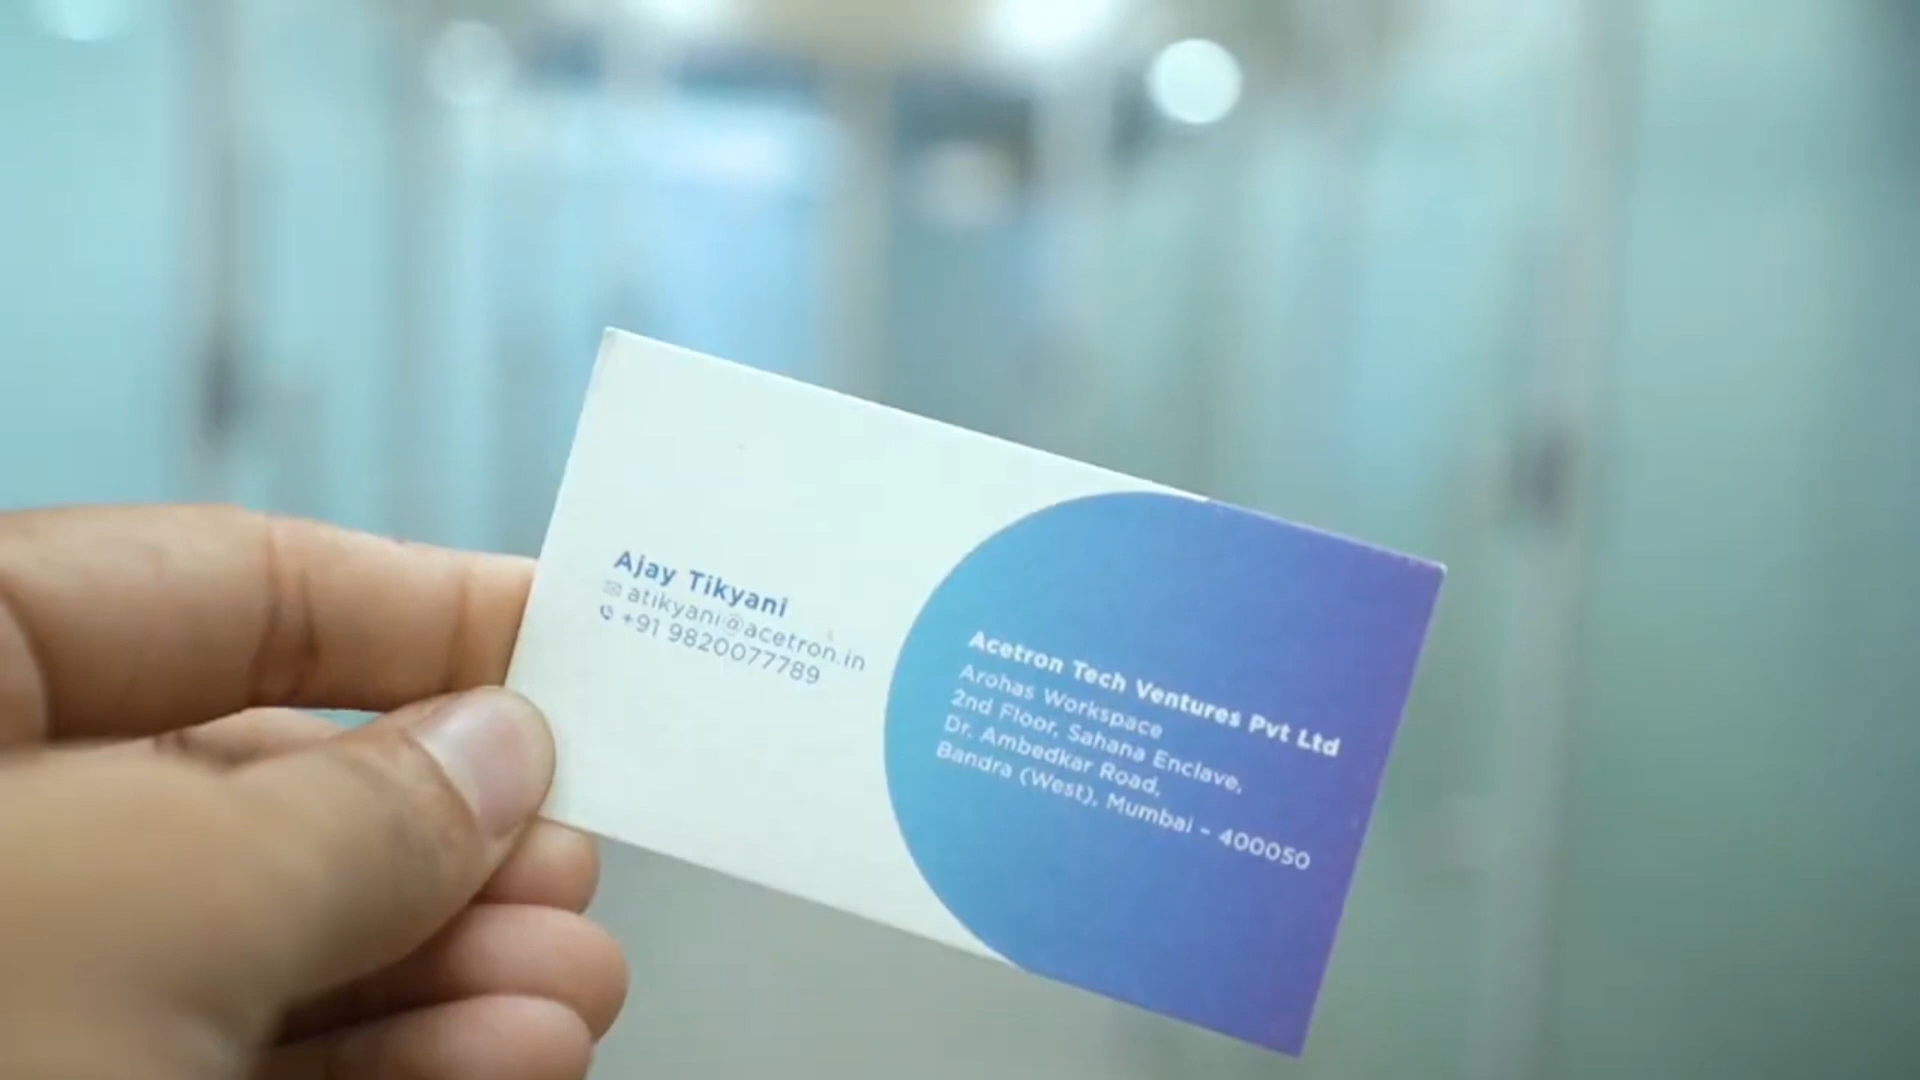 Ajay Tikyani
atikyani@acetron.in
+91 9820077789
Acetron Tech Ventures Pvt Ltd
Arohas Workspace
2nd Floor, Sahana Enclave,
Dr. Ambedkar Road,
Bandra (West), Mumbai - 400050